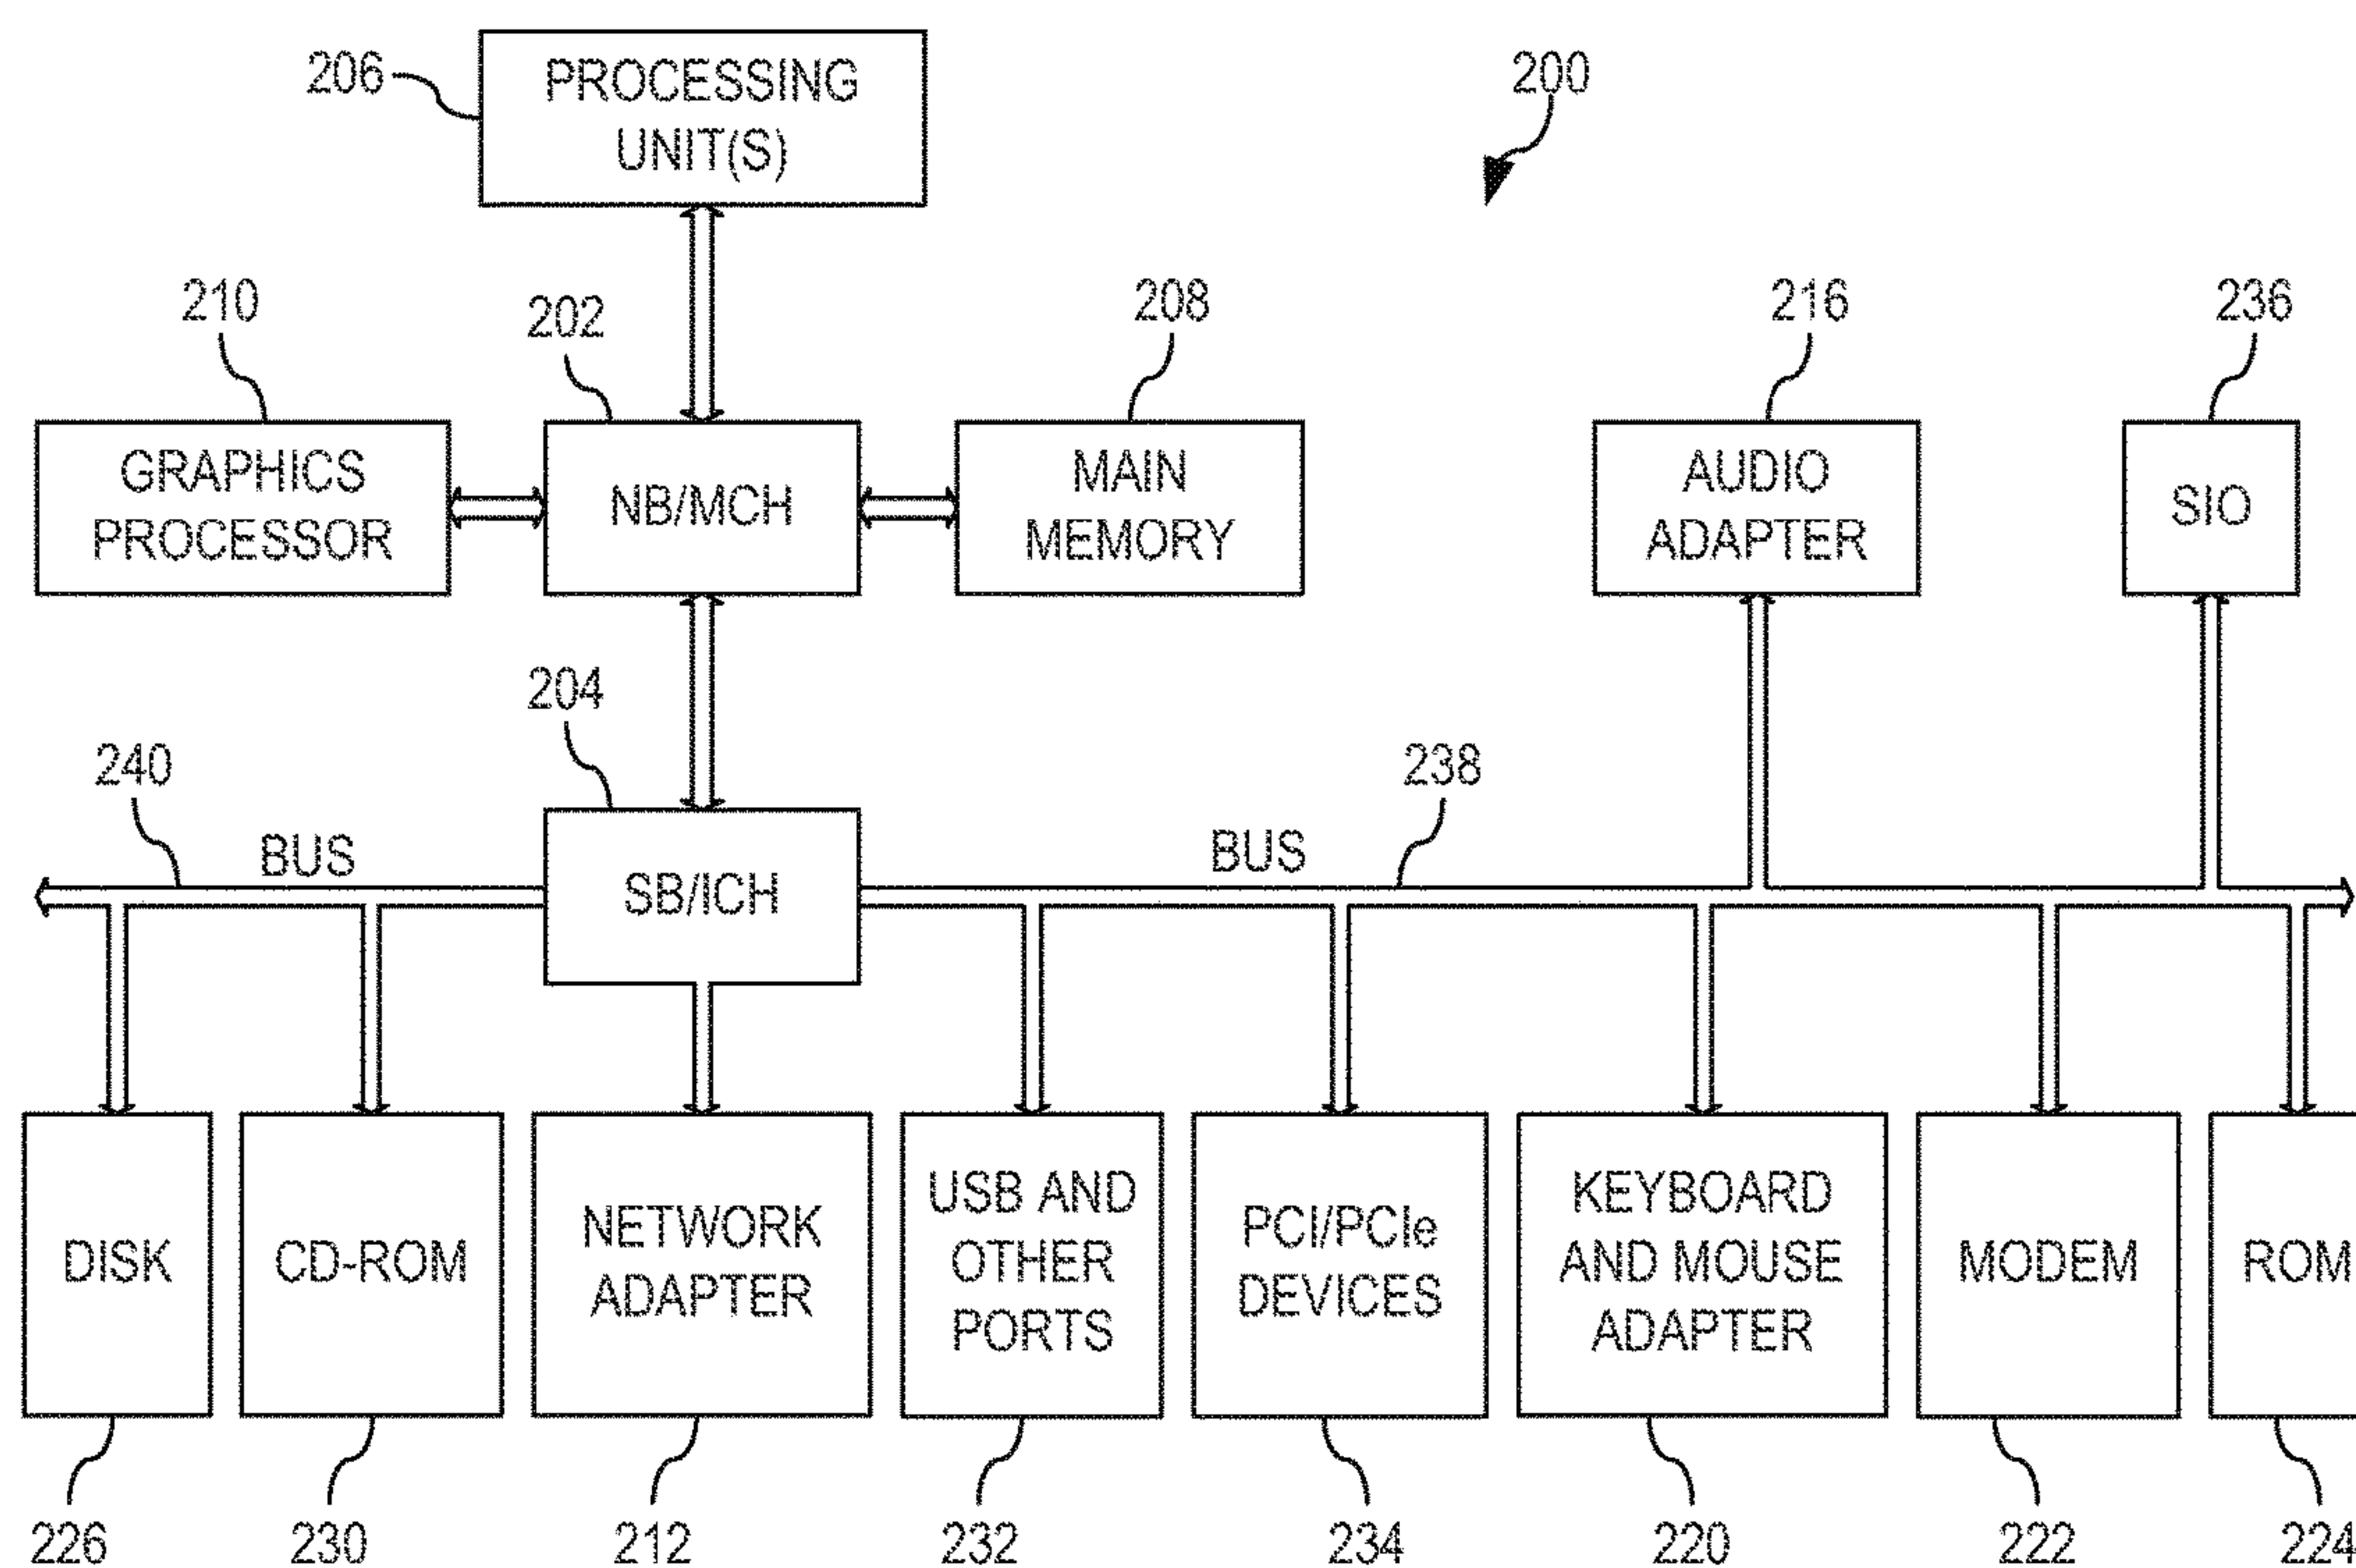 206
PROCESSING
UNIT(S)
200
210
202
208
216
236
GRAPHICS
PROCESSOR
NB/MCH
MAIN
MEMORY
AUDIO
ADAPTER
SIO
204
240
238
BUS
BUS
SB/ICH
DISK
CD-ROM
NETWORK
ADAPTER
USB AND
OTHER
PORTS
PCI/PCIe
DEVICES
KEYBOARD
AND MOUSE
ADAPTER
MODEM
ROM
226
230
212
232
234
220
222
224